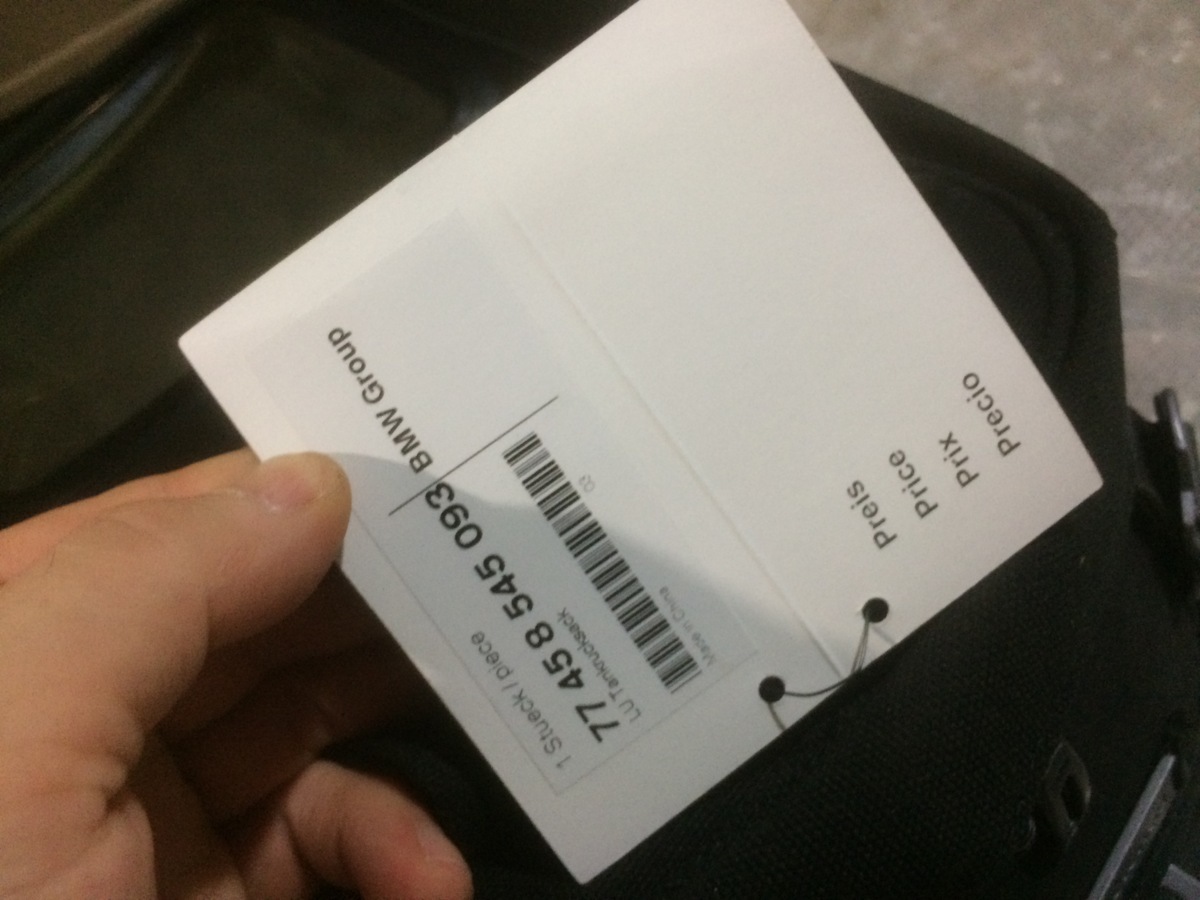 1 Stueck / piece
77 45 8 545 093 BMW Group
LU Tankrucksack
03
Made in China
Preis
Price
Prix
Precio